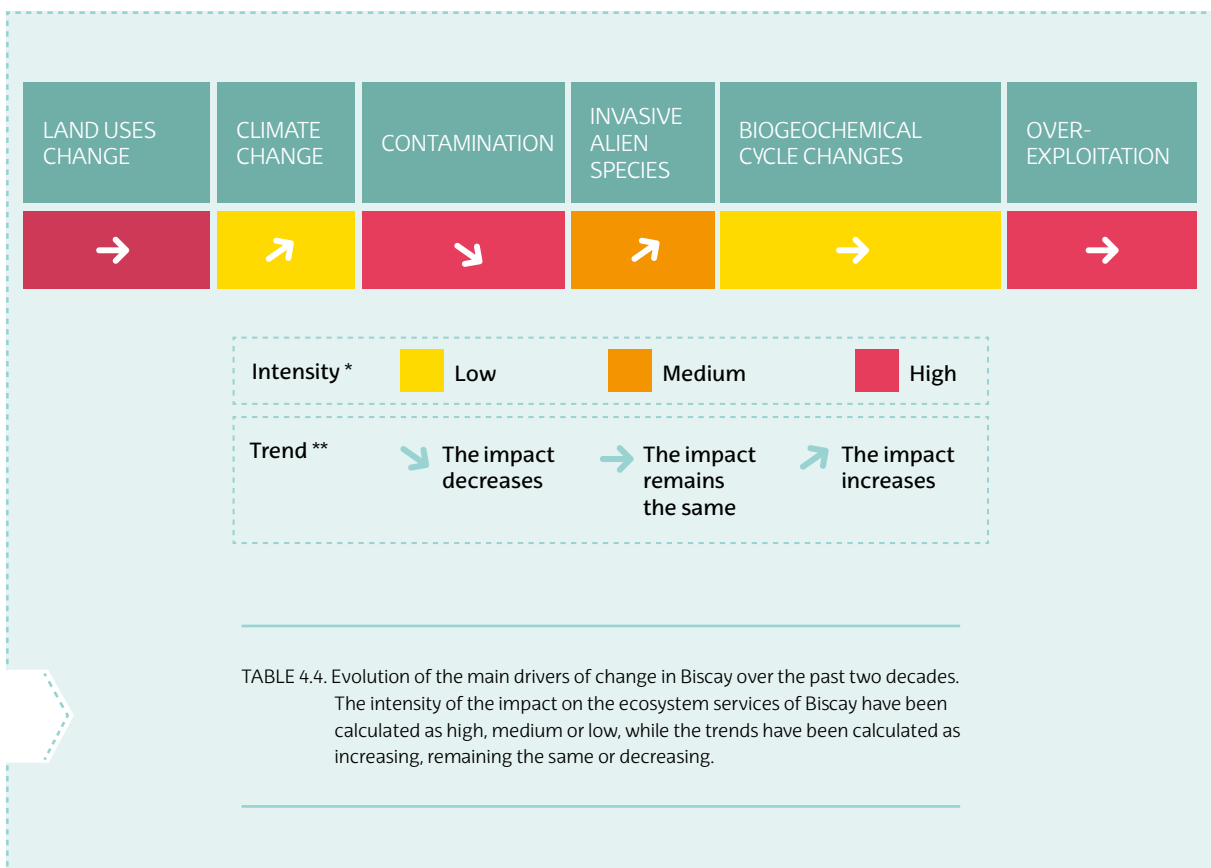 LAND USES
CHANGE
CLIMATE
CHANGE
CONTAMINATION
INVASIVE
ALIEN
SPECIES
BIOGEOCHEMICAL
CYCLE CHANGES
OVER-
EXPLOITATION
Intensity * Low Medium High
Trend **
The impact
decreases
The impact
remains
the same
The impact
increases
TABLE 4.4. Evolution of the main drivers of change in Biscay over the past two decades.
The intensity of the impact on the ecosystem services of Biscay have been
calculated as high, medium or low, while the trends have been calculated as
increasing, remaining the same or decreasing.